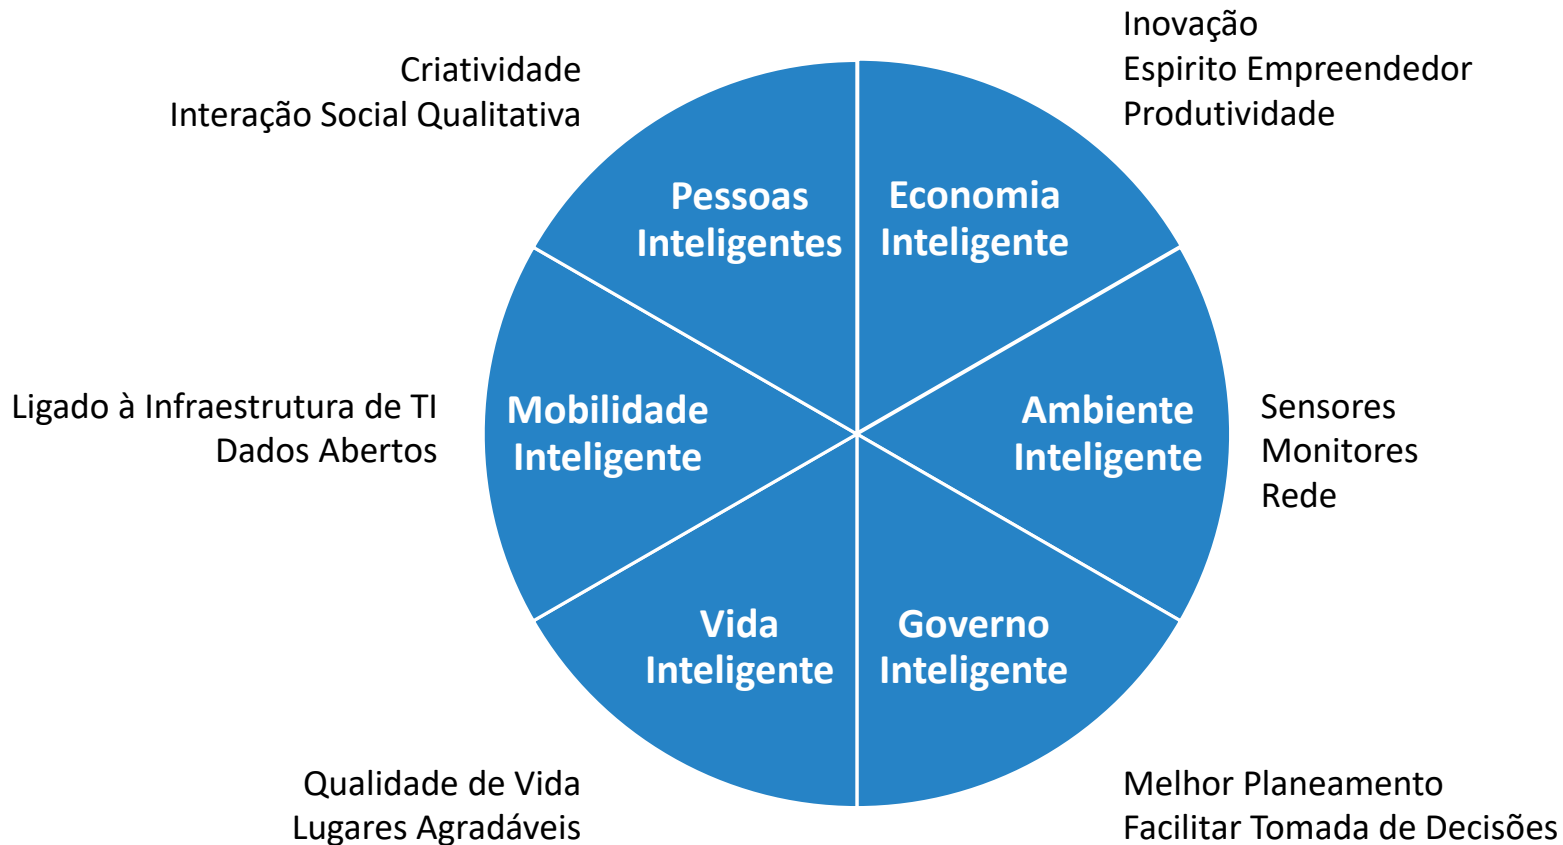 Criatividade
Interação Social Qualitativa
Inovação
Espirito Empreendedor
Produtividade
Pessoas
Inteligentes
Economia
Inteligente
Ligado à Infraestrutura de TI
Dados Abertos
Mobilidade
Inteligente
Ambiente
Inteligente
Sensores
Monitores
Rede
Vida
Inteligente
Governo
Inteligente
Qualidade de Vida
Lugares Agradáveis
Melhor Planeamento
Facilitar Tomada de Decisões